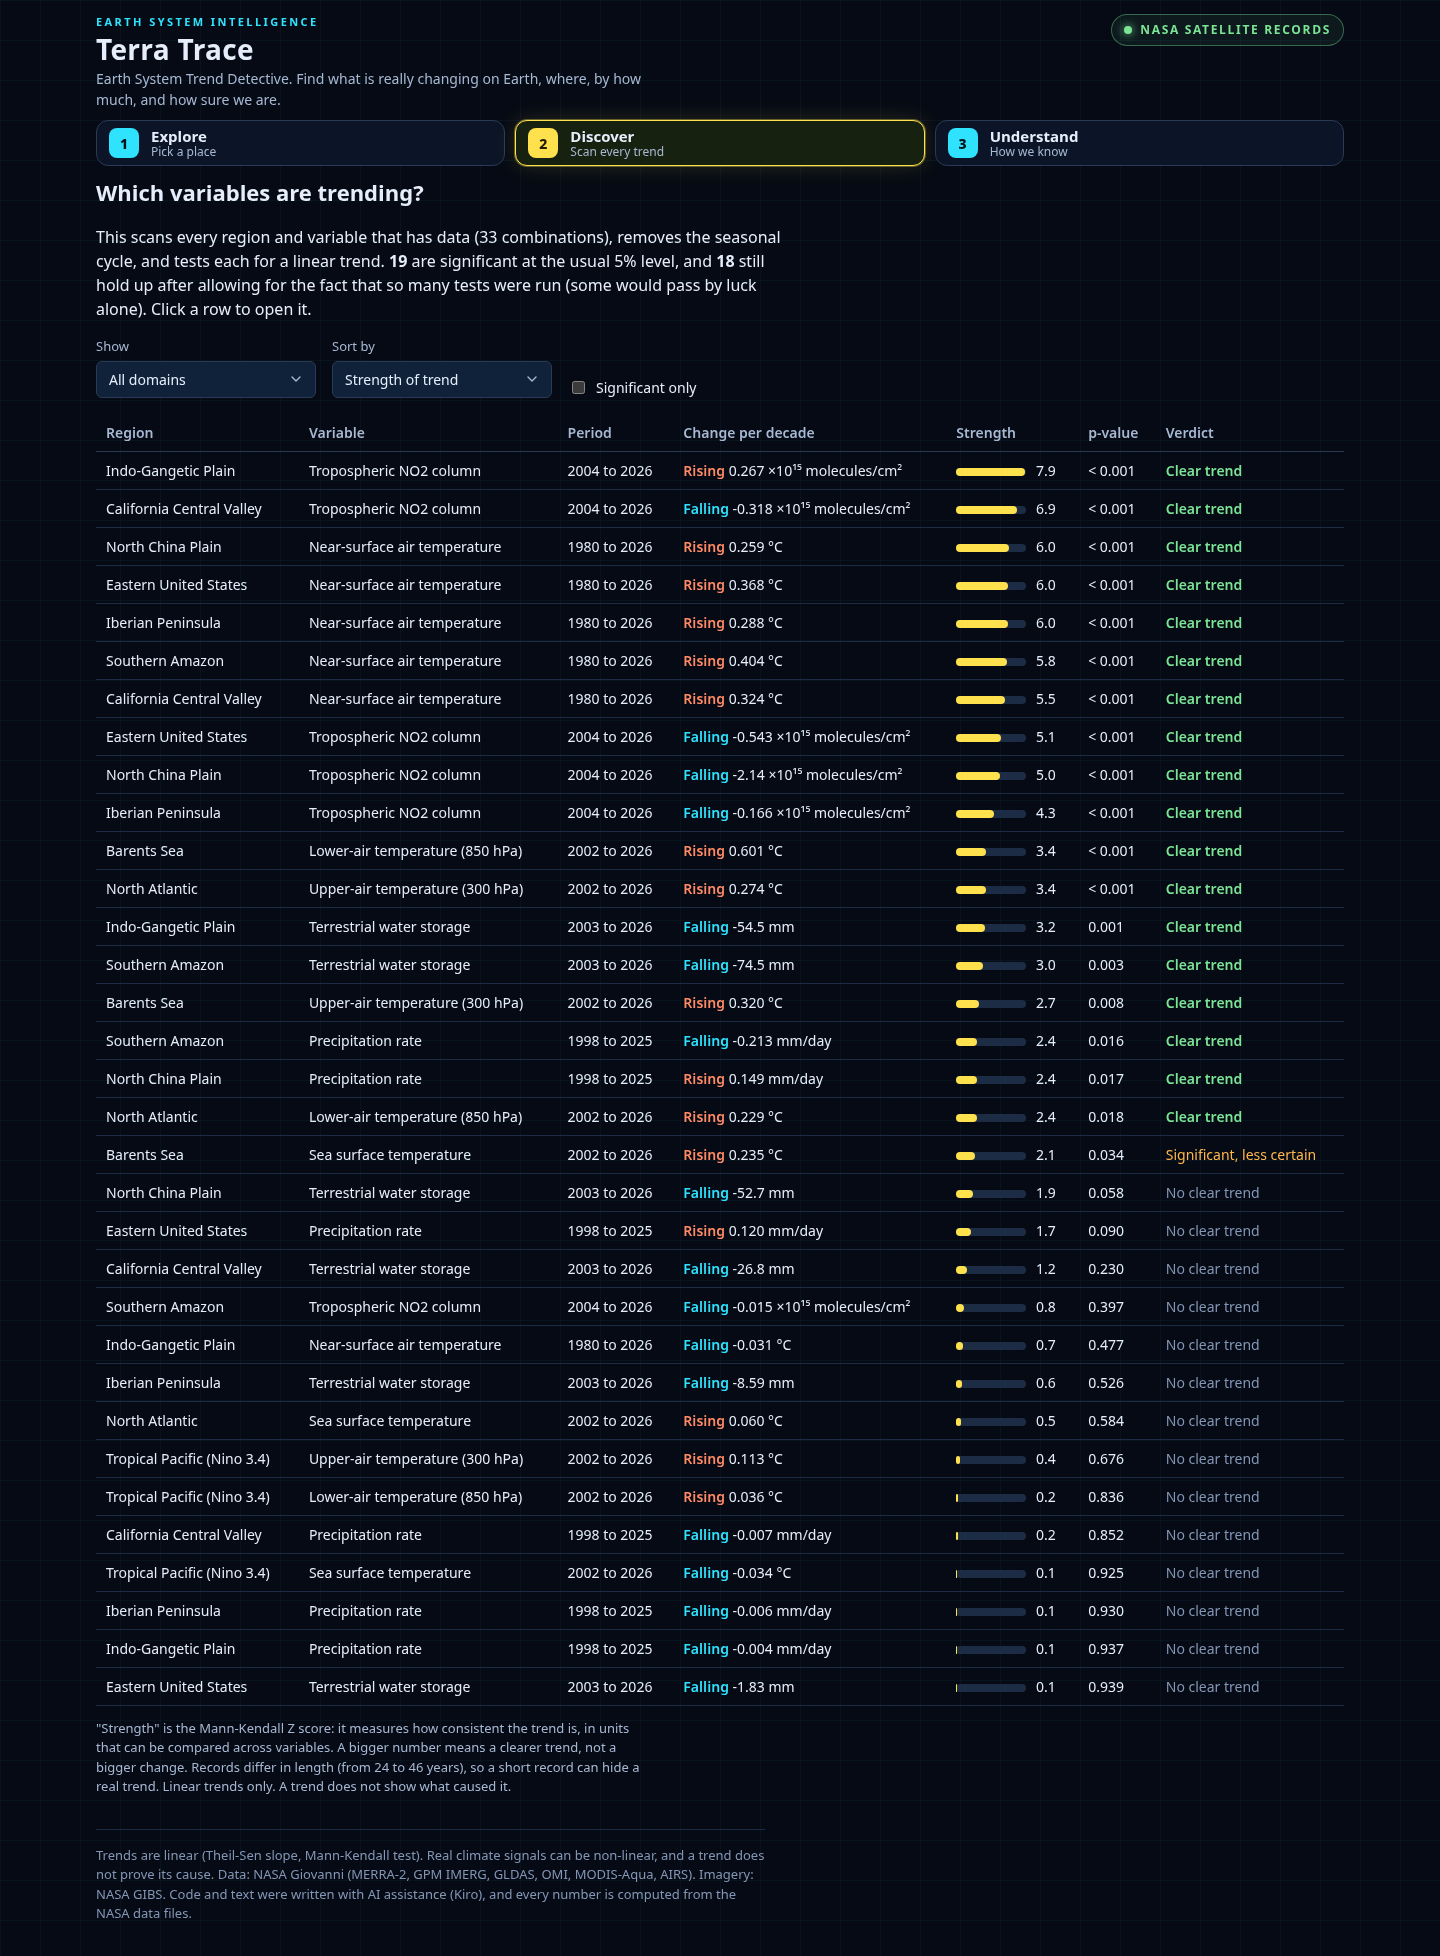 EARTH SYSTEM INTELLIGENCE
Terra Trace
Earth System Trend Detective. Find what is really changing on Earth, where, by how
much, and how sure we are.
NASA SATELLITE RECORDS
1 Explore
Pick a place
2 Discover
Scan every trend
3 Understand
How we know
Which variables are trending?
This scans every region and variable that has data (33 combinations), removes the seasonal
cycle, and tests each for a linear trend. 19 are significant at the usual 5% level, and 18 still
hold up after allowing for the fact that so many tests were run (some would pass by luck
alone). Click a row to open it.
Show Sort by
All domains Strength of trend Significant only
Region Variable Period Change per decade Strength p-value Verdict
Indo-Gangetic Plain Tropospheric NO2 column 2004 to 2026 Rising 0.267 ×10¹⁵ molecules/cm² 7.9 < 0.001 Clear trend
California Central Valley Tropospheric NO2 column 2004 to 2026 Falling -0.318 ×10¹⁵ molecules/cm² 6.9 < 0.001 Clear trend
North China Plain Near-surface air temperature 1980 to 2026 Rising 0.259 °C 6.0 < 0.001 Clear trend
Eastern United States Near-surface air temperature 1980 to 2026 Rising 0.368 °C 6.0 < 0.001 Clear trend
Iberian Peninsula Near-surface air temperature 1980 to 2026 Rising 0.288 °C 6.0 < 0.001 Clear trend
Southern Amazon Near-surface air temperature 1980 to 2026 Rising 0.404 °C 5.8 < 0.001 Clear trend
California Central Valley Near-surface air temperature 1980 to 2026 Rising 0.324 °C 5.5 < 0.001 Clear trend
Eastern United States Tropospheric NO2 column 2004 to 2026 Falling -0.543 ×10¹⁵ molecules/cm² 5.1 < 0.001 Clear trend
North China Plain Tropospheric NO2 column 2004 to 2026 Falling -2.14 ×10¹⁵ molecules/cm² 5.0 < 0.001 Clear trend
Iberian Peninsula Tropospheric NO2 column 2004 to 2026 Falling -0.166 ×10¹⁵ molecules/cm² 4.3 < 0.001 Clear trend
Barents Sea Lower-air temperature (850 hPa) 2002 to 2026 Rising 0.601 °C 3.4 < 0.001 Clear trend
North Atlantic Upper-air temperature (300 hPa) 2002 to 2026 Rising 0.274 °C 3.4 < 0.001 Clear trend
Indo-Gangetic Plain Terrestrial water storage 2003 to 2026 Falling -54.5 mm 3.2 0.001 Clear trend
Southern Amazon Terrestrial water storage 2003 to 2026 Falling -74.5 mm 3.0 0.003 Clear trend
Barents Sea Upper-air temperature (300 hPa) 2002 to 2026 Rising 0.320 °C 2.7 0.008 Clear trend
Southern Amazon Precipitation rate 1998 to 2025 Falling -0.213 mm/day 2.4 0.016 Clear trend
North China Plain Precipitation rate 1998 to 2025 Rising 0.149 mm/day 2.4 0.017 Clear trend
North Atlantic Lower-air temperature (850 hPa) 2002 to 2026 Rising 0.229 °C 2.4 0.018 Clear trend
Barents Sea Sea surface temperature 2002 to 2026 Rising 0.235 °C 2.1 0.034 Significant, less certain
North China Plain Terrestrial water storage 2003 to 2026 Falling -52.7 mm 1.9 0.058 No clear trend
Eastern United States Precipitation rate 1998 to 2025 Rising 0.120 mm/day 1.7 0.090 No clear trend
California Central Valley Terrestrial water storage 2003 to 2026 Falling -26.8 mm 1.2 0.230 No clear trend
Southern Amazon Tropospheric NO2 column 2004 to 2026 Falling -0.015 ×10¹⁵ molecules/cm² 0.8 0.397 No clear trend
Indo-Gangetic Plain Near-surface air temperature 1980 to 2026 Falling -0.031 °C 0.7 0.477 No clear trend
Iberian Peninsula Terrestrial water storage 2003 to 2026 Falling -8.59 mm 0.6 0.526 No clear trend
North Atlantic Sea surface temperature 2002 to 2026 Rising 0.060 °C 0.5 0.584 No clear trend
Tropical Pacific (Nino 3.4) Upper-air temperature (300 hPa) 2002 to 2026 Rising 0.113 °C 0.4 0.676 No clear trend
Tropical Pacific (Nino 3.4) Lower-air temperature (850 hPa) 2002 to 2026 Rising 0.036 °C 0.2 0.836 No clear trend
California Central Valley Precipitation rate 1998 to 2025 Falling -0.007 mm/day 0.2 0.852 No clear trend
Tropical Pacific (Nino 3.4) Sea surface temperature 2002 to 2026 Falling -0.034 °C 0.1 0.925 No clear trend
Iberian Peninsula Precipitation rate 1998 to 2025 Falling -0.006 mm/day 0.1 0.930 No clear trend
Indo-Gangetic Plain Precipitation rate 1998 to 2025 Falling -0.004 mm/day 0.1 0.937 No clear trend
Eastern United States Terrestrial water storage 2003 to 2026 Falling -1.83 mm 0.1 0.939 No clear trend
"Strength" is the Mann-Kendall Z score: it measures how consistent the trend is, in units
that can be compared across variables. A bigger number means a clearer trend, not a
bigger change. Records differ in length (from 24 to 46 years), so a short record can hide a
real trend. Linear trends only. A trend does not show what caused it.
Trends are linear (Theil-Sen slope, Mann-Kendall test). Real climate signals can be non-linear, and a trend does
not prove its cause. Data: NASA Giovanni (MERRA-2, GPM IMERG, GLDAS, OMI, MODIS-Aqua, AIRS). Imagery:
NASA GIBS. Code and text were written with AI assistance (Kiro), and every number is computed from the
NASA data files.